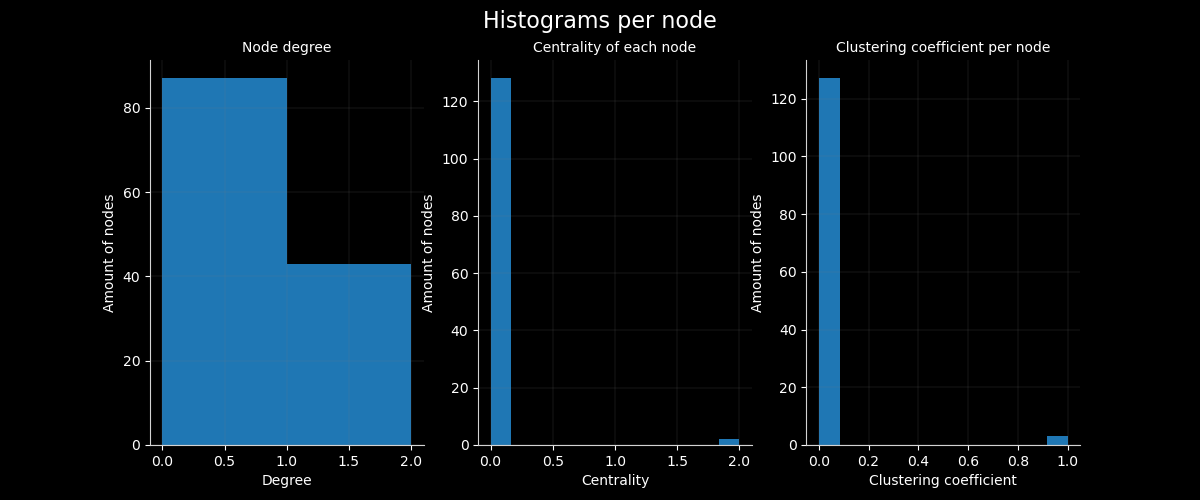 Histograms per node
Node degree
Amount of nodes
80
60
40
20
0
0.0 0.5 1.0 1.5 2.0
Degree
Centrality of each node
Amount of nodes
120
100
80
60
40
20
0
0.0 0.5 1.0 1.5 2.0
Centrality
Clustering coefficient per node
Amount of nodes
120
100
80
60
40
20
0
0.0 0.2 0.4 0.6 0.8 1.0
Clustering coefficient